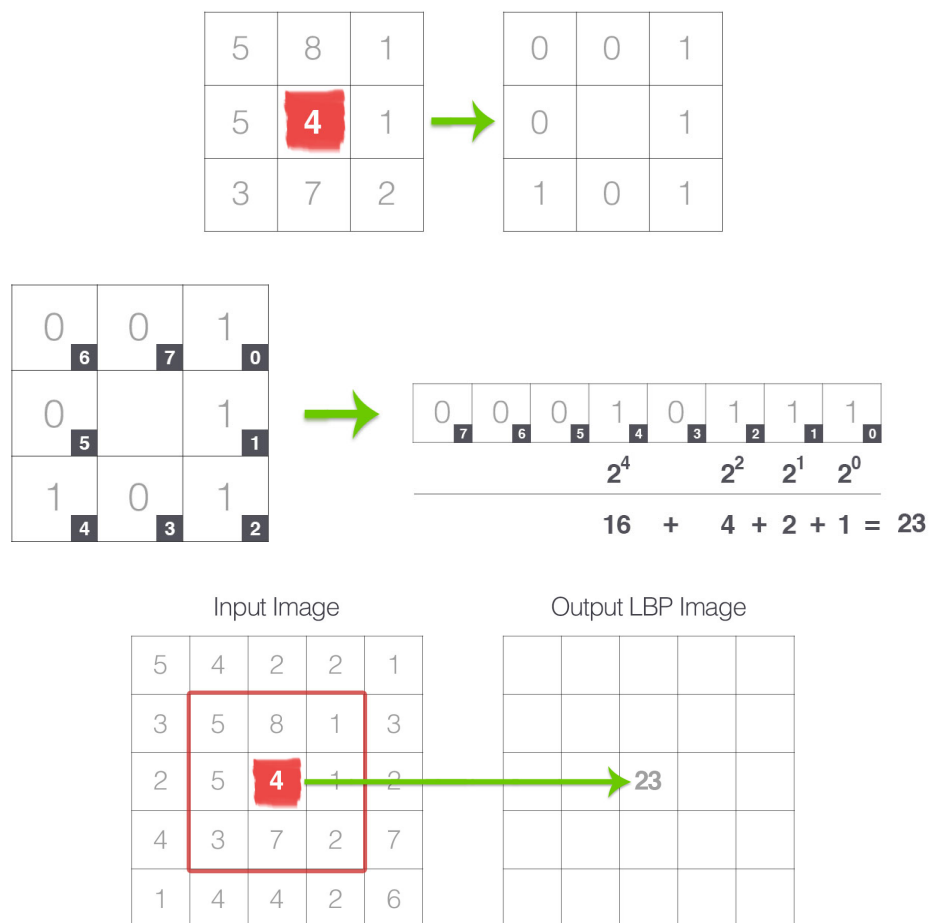 5 8 1 0 0 1
5 4 1 0 1
3 7 2 1 0 1
0 6 0 7 1 0
0 5 1 1
1 4 0 3 1 2
0 7 0 6 0 5 1 4 0 3 1 2 1 1 1 0
2^4 2^2 2^1 2^0
16 + 4 + 2 + 1 = 23
Input Image Output LBP Image
5 4 2 2 1
3 5 8 1 3
2 5 4 1 2 23
4 3 7 2 7
1 4 4 2 6